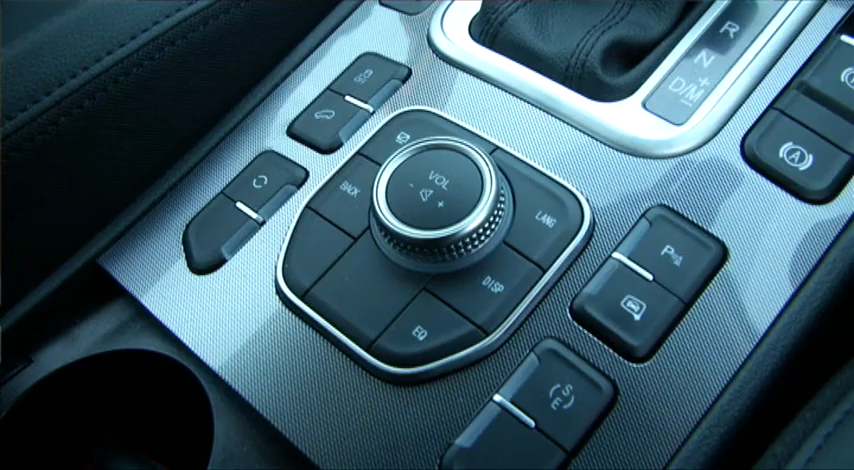 R
N +
D/M -
A
VOL
- +
BACK
LANG
P
DISP
EQ
S
E